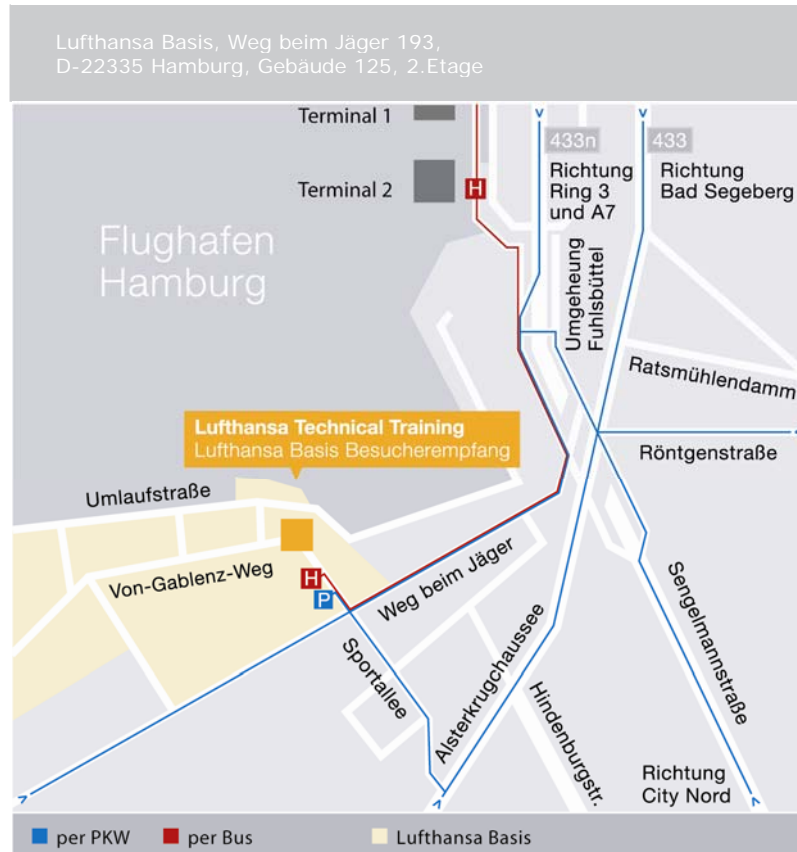 Lufthansa Basis, Weg beim Jäger 193,
D-22335 Hamburg, Gebäude 125, 2.Etage
Terminal 1
433n
433
Richtung
Ring 3
und A7
Richtung
Bad Segeberg
Terminal 2
H
Flughafen
Hamburg
Umgeheung
Fuhlsbüttel
Ratsmühlendamm
Lufthansa Technical Training
Lufthansa Basis Besucherempfang
Röntgenstraße
Umlaufstraße
Von-Gablenz-Weg
H
P
Weg beim Jäger
Sportallee
Alsterkrugchaussee
Hindenburgstr.
Sengelmannstraße
Richtung
City Nord
per PKW
per Bus
Lufthansa Basis